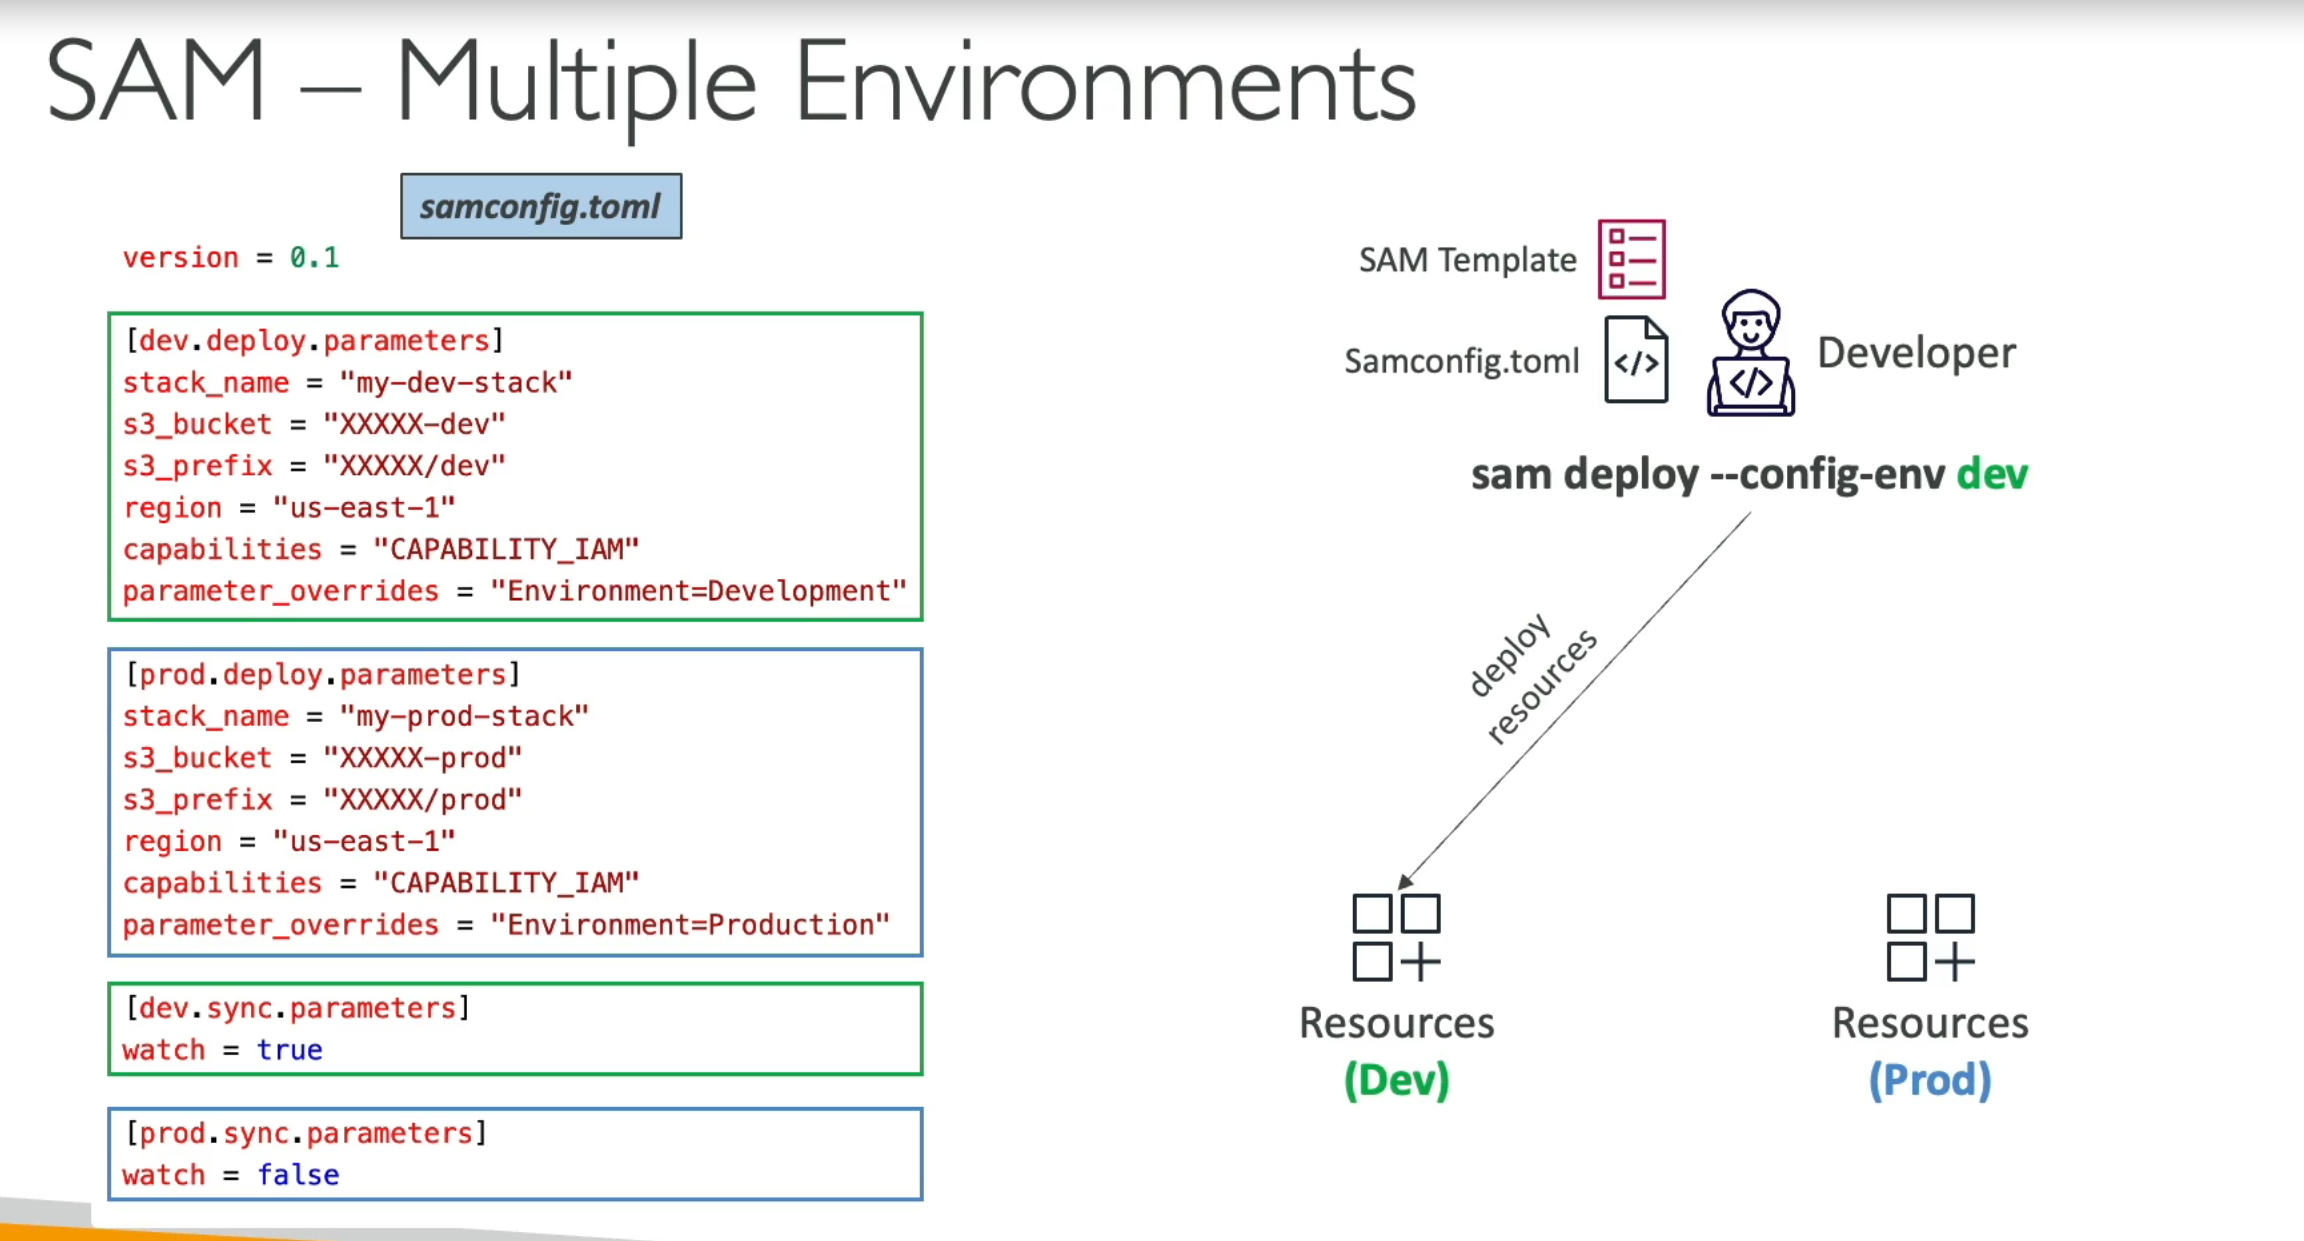 SAM – Multiple Environments
samconfig.toml
version = 0.1
[dev.deploy.parameters]
stack_name = "my-dev-stack"
s3_bucket = "XXXXX-dev"
s3_prefix = "XXXXX/dev"
region = "us-east-1"
capabilities = "CAPABILITY_IAM"
parameter_overrides = "Environment=Development"
[prod.deploy.parameters]
stack_name = "my-prod-stack"
s3_bucket = "XXXXX-prod"
s3_prefix = "XXXXX/prod"
region = "us-east-1"
capabilities = "CAPABILITY_IAM"
parameter_overrides = "Environment=Production"
[dev.sync.parameters]
watch = true
[prod.sync.parameters]
watch = false
SAM Template
Samconfig.toml
</>
</>
Developer
sam deploy --config-env dev
deploy
resources
Resources
(Dev)
Resources
(Prod)